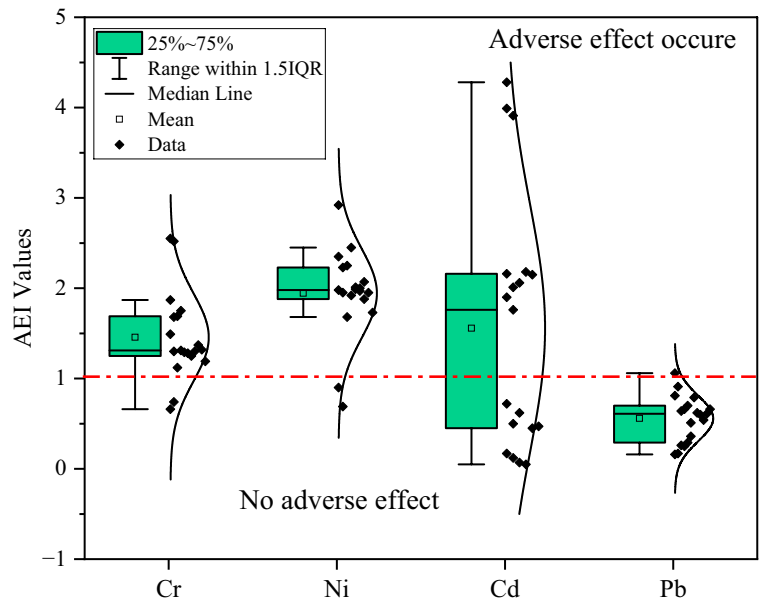 Adverse effect occure
25%~75%
Range within 1.5IQR
Median Line
Mean
Data
5
4
3
2
1
0
−1
AEI Values
No adverse effect
Cr
Ni
Cd
Pb